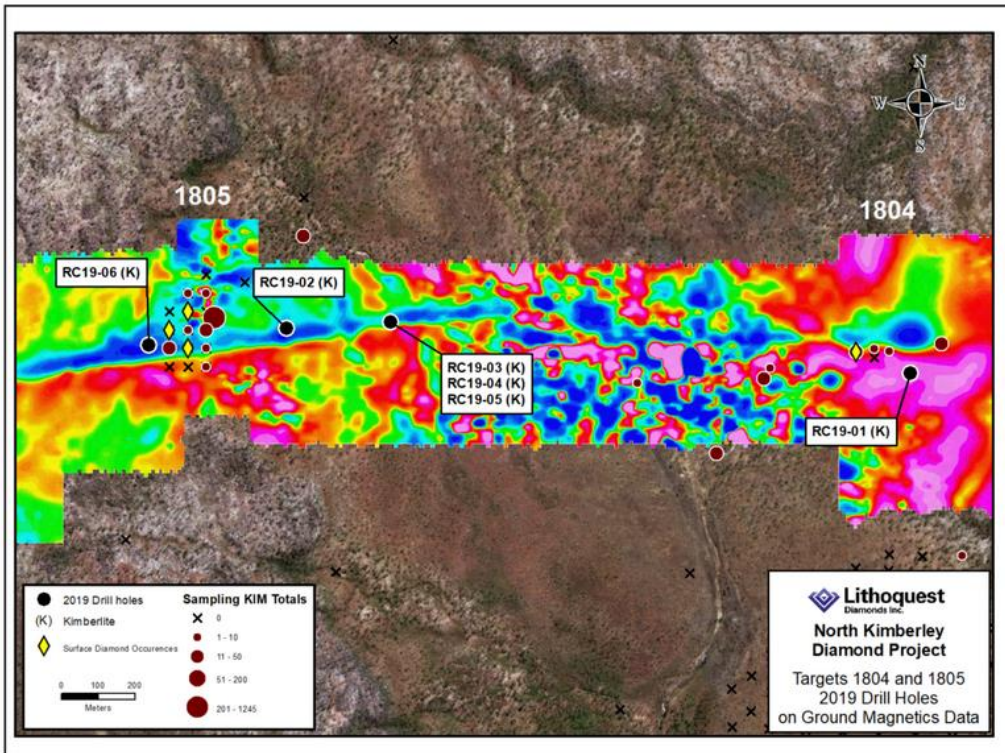 N
W
E
S
1805
1804
RC19-06 (K)
RC19-02 (K)
RC19-03 (K)
RC19-04 (K)
RC19-05 (K)
RC19-01 (K)
2019 Drill holes
(K) Kimberlite
Surface Diamond Occurences
0 100 200
Meters
Sampling KIM Totals
0
1 - 10
11 - 50
51 - 200
201 - 1245
Lithoquest
Diamonds Inc.
North Kimberley
Diamond Project
Targets 1804 and 1805
2019 Drill Holes
on Ground Magnetics Data